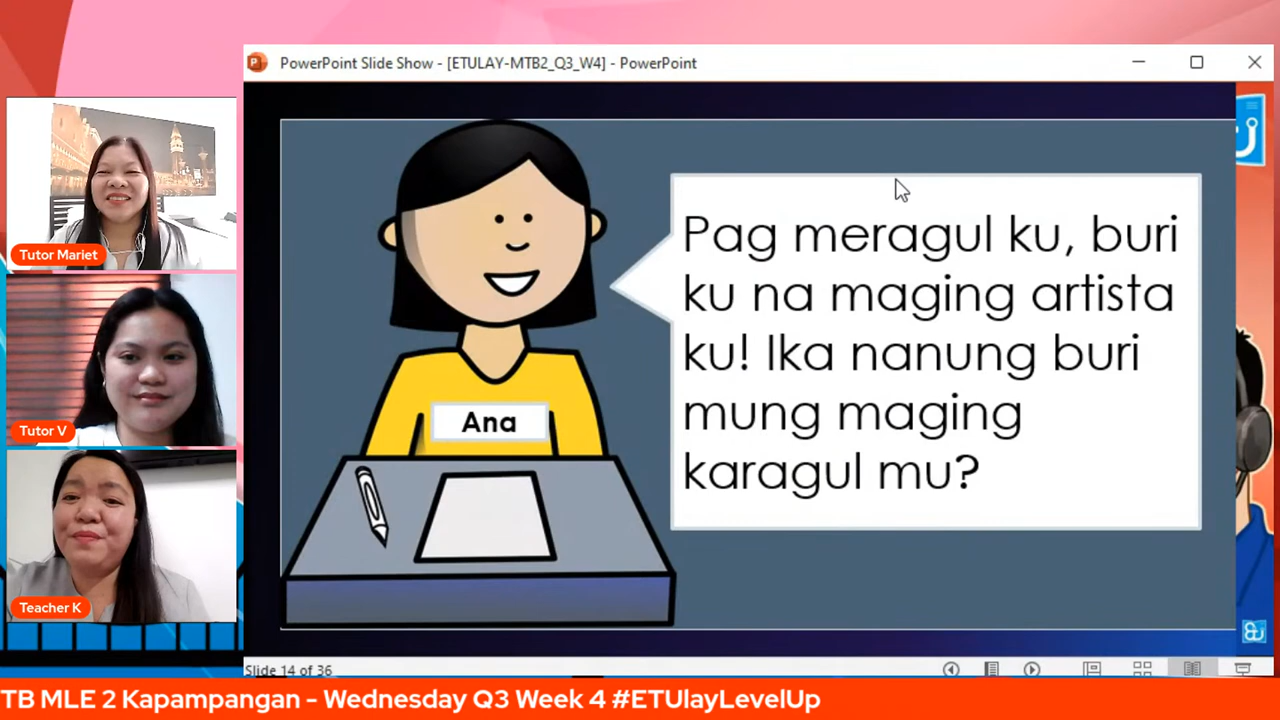 PowerPoint Slide Show - [ETULAY-MTB2_Q3_W4] - PowerPoint
Tutor Mariet
Tutor V
Teacher K
Pag meragul ku, buri
ku na maging artista
ku! Ika nanung buri
mung maging
karagul mu?
Ana
Slide 14 of 36
TB MLE 2 Kapampangan - Wednesday Q3 Week 4 #ETUlayLevelUp